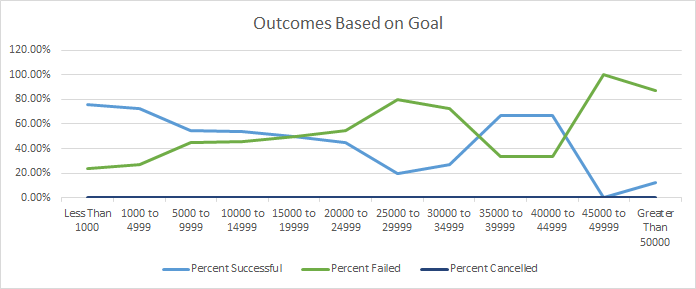 Outcomes Based on Goal
120.00%
100.00%
80.00%
60.00%
40.00%
20.00%
0.00%
Less Than 1000 to 5000 to 10000 to 15000 to 20000 to 25000 to 30000 to 35000 to 40000 to 45000 to Greater
1000 4999 9999 14999 19999 24999 29999 34999 39999 44999 49999 Than
50000
Percent Successful Percent Failed Percent Cancelled